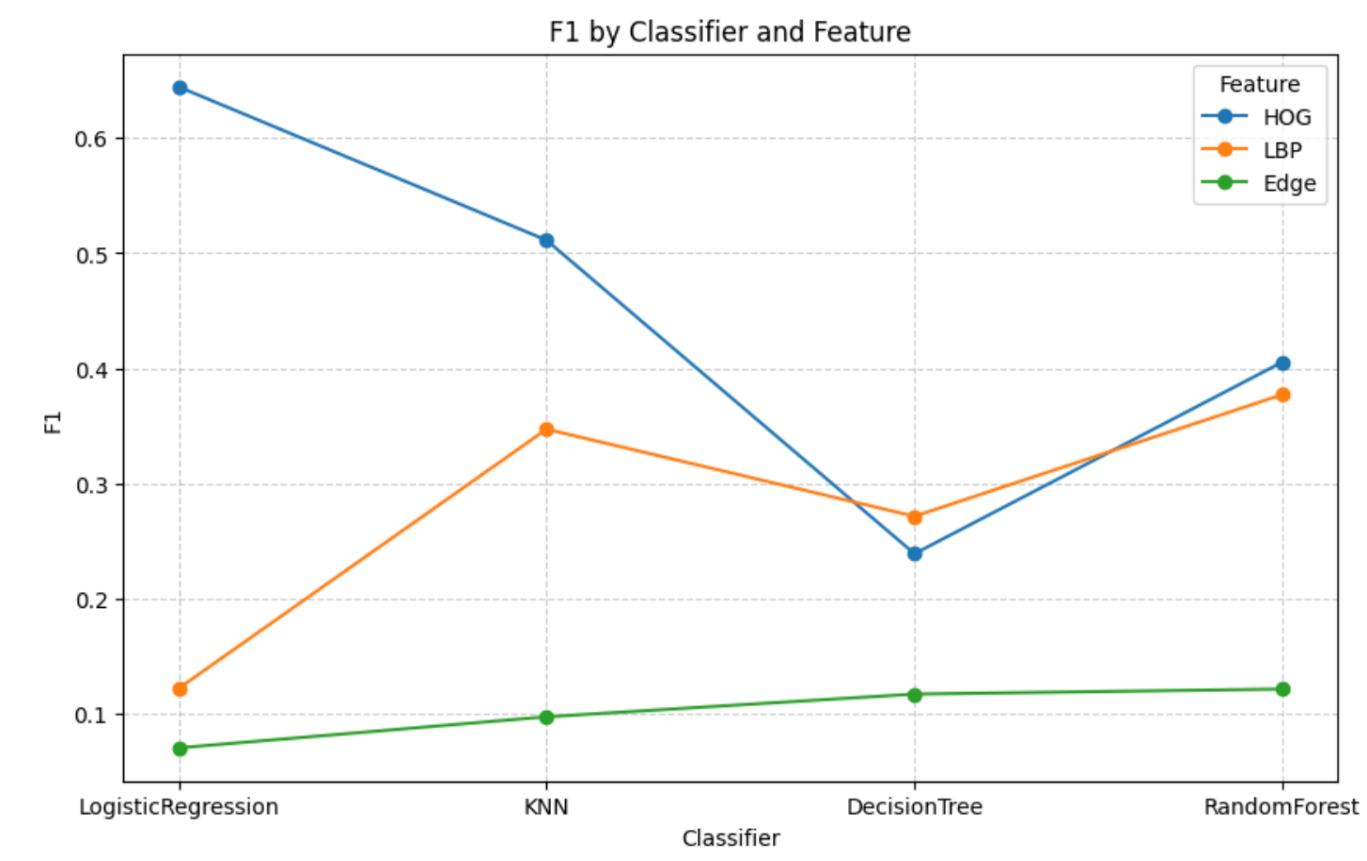 F1 by Classifier and Feature
Feature
HOG
LBP
Edge
F1
0.6
0.5
0.4
0.3
0.2
0.1
LogisticRegression
KNN
DecisionTree
RandomForest
Classifier